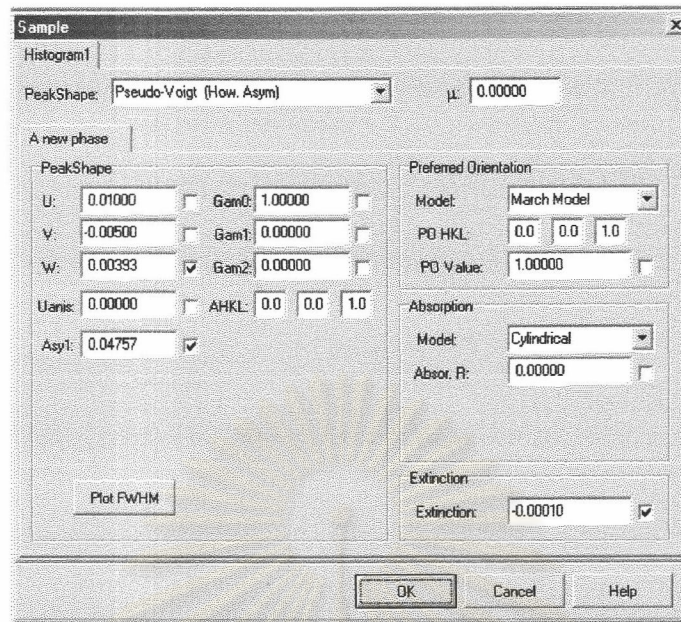 Sample
Histogram1
PeakShape: Pseudo-Voigt (How. Asym) μ: 0.00000
A new phase
PeakShape
U: 0.01000 Gam0: 1.00000
V: -0.00500 Gam1: 0.00000
W: 0.00393 Gam2: 0.00000
Uanis: 0.00000 AHKL: 0.0 0.0 1.0
Asy1: 0.04757
Plot FWHM
Preferred Orientation
Model: March Model
PO HKL: 0.0 0.0 1.0
PO Value: 1.00000
Absorption
Model: Cylindrical
Absor. R: 0.00000
Extinction
Extinction: -0.00010
OK Cancel Help